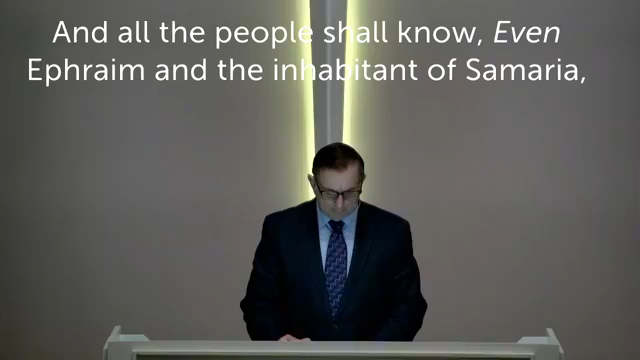 And all the people shall know, Even
Ephraim and the inhabitant of Samaria,